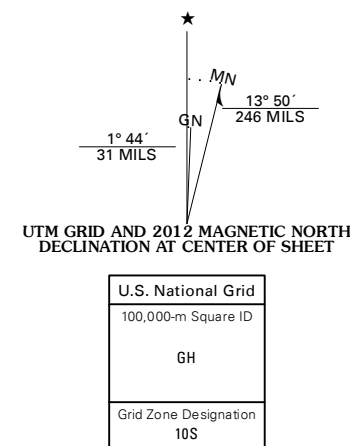 ★
MN
GN
13° 50´
246 MILS
1° 44´
31 MILS
UTM GRID AND 2012 MAGNETIC NORTH
DECLINATION AT CENTER OF SHEET
U.S. National Grid
100,000-m Square ID
GH
Grid Zone Designation
10S